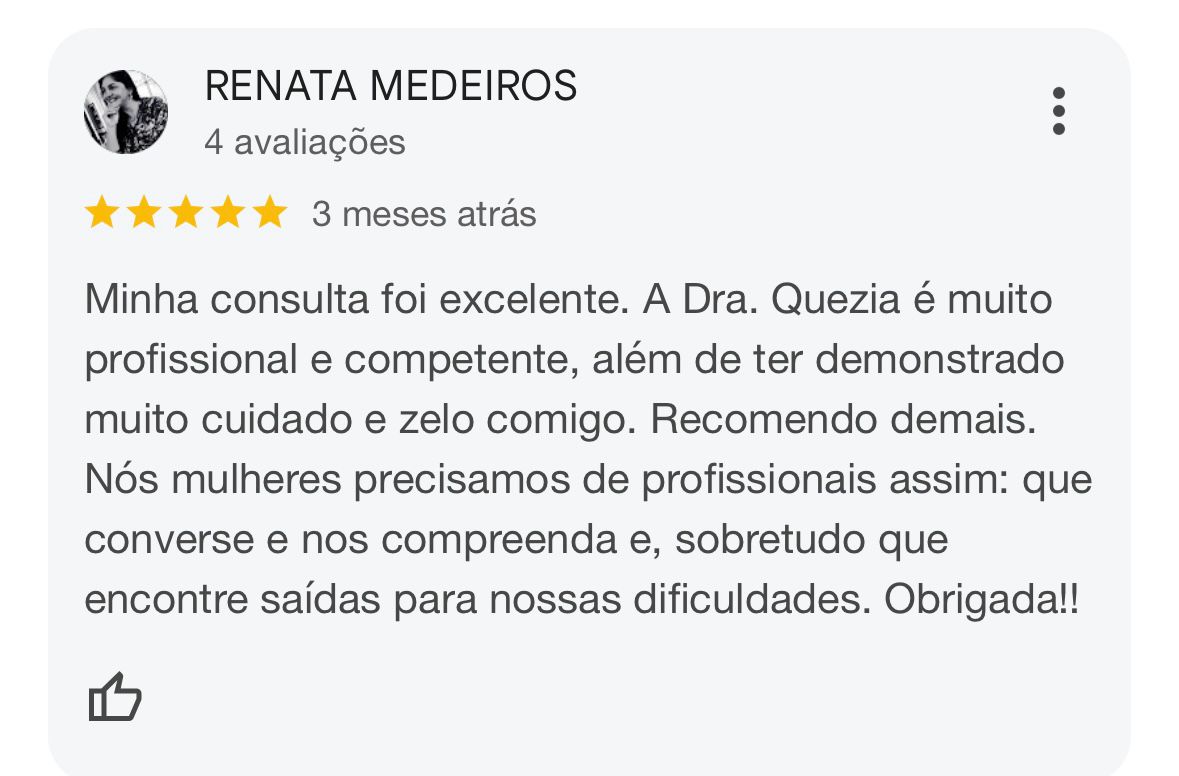 RENATA MEDEIROS
4 avaliações
3 meses atrás
Minha consulta foi excelente. A Dra. Quezia é muito
profissional e competente, além de ter demonstrado
muito cuidado e zelo comigo. Recomendo demais.
Nós mulheres precisamos de profissionais assim: que
converse e nos compreenda e, sobretudo que
encontre saídas para nossas dificuldades. Obrigada!!